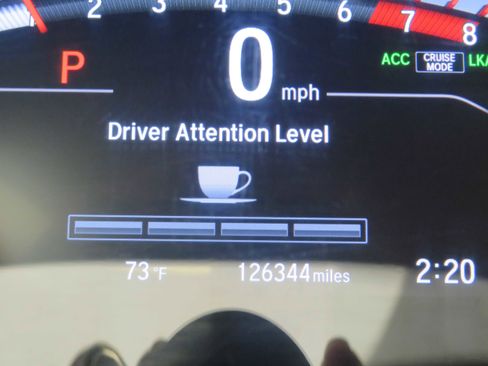 2 3 4 5 6 7 8
P 0 mph ACC CRUISE MODE LKA
Driver Attention Level
73°F 126344 miles 2:20